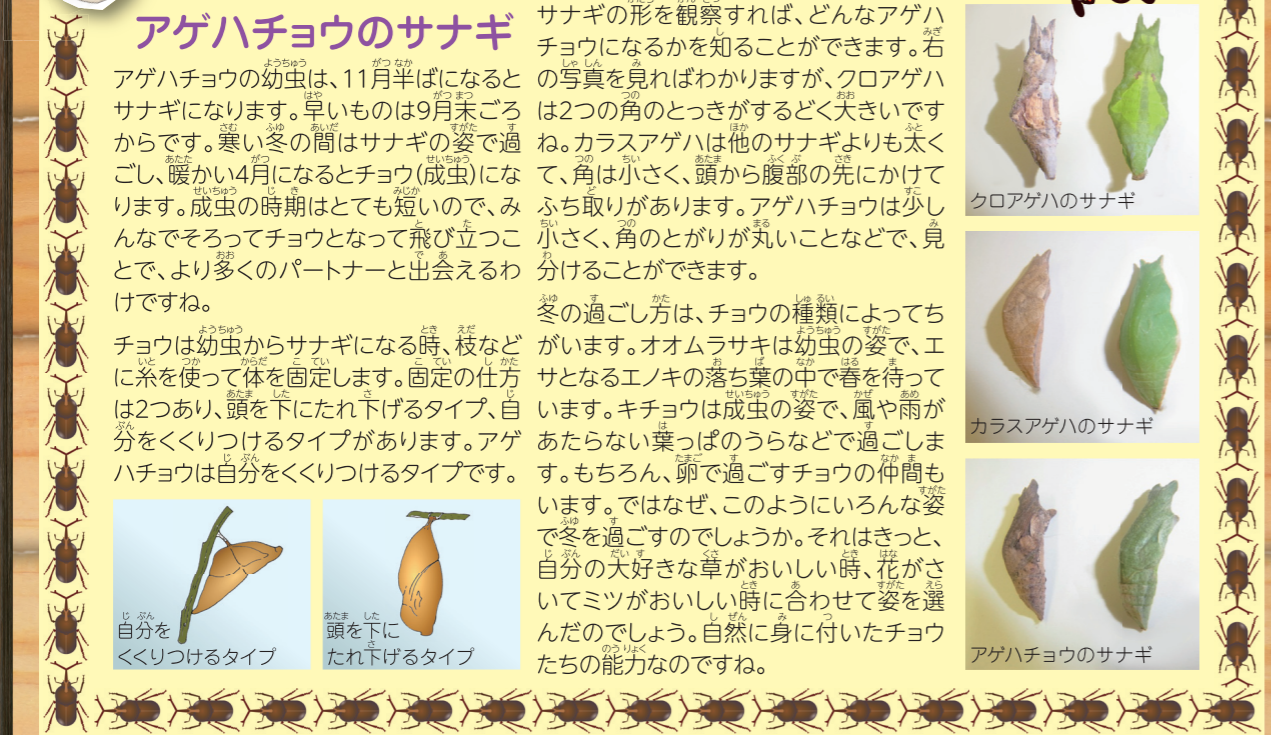 アゲハチョウのサナギ
アゲハチョウの幼虫は、11月半ばになると
サナギになります。早いものは9月末ごろ
からです。寒い冬の間はサナギの姿で過
ごし、暖かい4月になるとチョウ(成虫)にな
ります。成虫の時期はとても短いので、み
んなでそろってチョウとなって飛び立つこ
とで、より多くのパートナーと出会えるわ
けですね。
チョウは幼虫からサナギになる時、枝など
に糸を使って体を固定します。固定の仕方
は2つあり、頭を下にたれ下げるタイプ、自
分をくくりつけるタイプがあります。アゲ
ハチョウは自分をくくりつけるタイプです。
自分を
くくりつけるタイプ
頭を下に
たれ下げるタイプ
サナギの形を観察すれば、どんなアゲハ
チョウになるかを知ることができます。右
の写真を見ればわかりますが、クロアゲハ
は2つの角のとっきがするどく大きいです
ね。カラスアゲハは他のサナギよりも太く
て、角は小さく、頭から腹部の先にかけて
ふち取りがあります。アゲハチョウは少し
小さく、角のとがりが丸いことなどで、見
分けることができます。
冬の過ごし方は、チョウの種類によってち
がいます。オオムラサキは幼虫の姿で、エ
サとなるエノキの落ち葉の中で春を待って
います。キチョウは成虫の姿で、風や雨が
あたらない葉っぱのうらなどで過ごしま
す。もちろん、卵で過ごすチョウの仲間も
います。ではなぜ、このようにいろんな姿
で冬を過ごすのでしょうか。それはきっと、
自分の大好きな草がおいしい時、花がさ
いてミツがおいしい時に合わせて姿を選
んだのでしょう。自然に身に付いたチョウ
たちの能力なのですね。
クロアゲハのサナギ
カラスアゲハのサナギ
アゲハチョウのサナギ